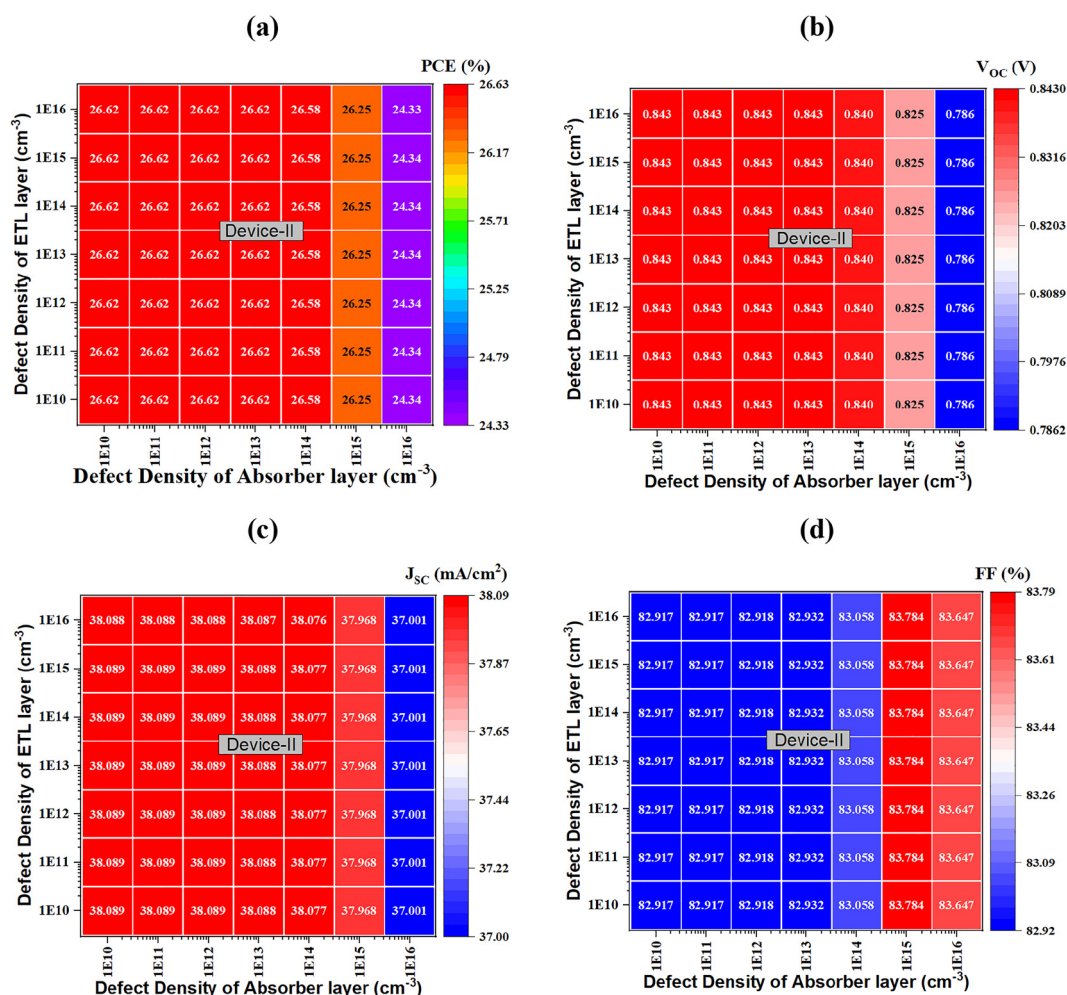 (a)
PCE (%)
Defect Density of ETL layer (cm-3)
1E16 26.62 26.62 26.62 26.62 26.58 26.25 24.33
1E15 26.62 26.62 26.62 26.62 26.58 26.25 24.34
1E14 26.62 26.62 26.62 26.62 26.58 26.25 24.34
Device-II
1E13 26.62 26.62 26.62 26.62 26.58 26.25 24.34
1E12 26.62 26.62 26.62 26.62 26.58 26.25 24.34
1E11 26.62 26.62 26.62 26.62 26.58 26.25 24.34
1E10 26.62 26.62 26.62 26.62 26.58 26.25 24.34
1E10 1E11 1E12 1E13 1E14 1E15 1E16
Defect Density of Absorber layer (cm-3)
26.63
26.17
25.71
25.25
24.79
24.33
(b)
VOC (V)
Defect Density of ETL layer (cm-3)
1E16 0.843 0.843 0.843 0.843 0.840 0.825 0.786
1E15 0.843 0.843 0.843 0.843 0.840 0.825 0.786
1E14 0.843 0.843 0.843 0.843 0.840 0.825 0.786
Device-II
1E13 0.843 0.843 0.843 0.843 0.840 0.825 0.786
1E12 0.843 0.843 0.843 0.843 0.840 0.825 0.786
1E11 0.843 0.843 0.843 0.843 0.840 0.825 0.786
1E10 0.843 0.843 0.843 0.843 0.840 0.825 0.786
1E10 1E11 1E12 1E13 1E14 1E15 1E16
Defect Density of Absorber layer (cm-3)
0.8430
0.8316
0.8203
0.8089
0.7976
0.7862
(c)
JSC (mA/cm2)
Defect Density of ETL layer (cm-3)
1E16 38.088 38.088 38.088 38.087 38.076 37.968 37.001
1E15 38.089 38.089 38.089 38.088 38.077 37.968 37.001
1E14 38.089 38.089 38.089 38.088 38.077 37.968 37.001
Device-II
1E13 38.089 38.089 38.089 38.088 38.077 37.968 37.001
1E12 38.089 38.089 38.089 38.088 38.077 37.968 37.001
1E11 38.089 38.089 38.089 38.088 38.077 37.968 37.001
1E10 38.089 38.089 38.089 38.088 38.077 37.968 37.001
1E10 1E11 1E12 1E13 1E14 1E15 1E16
Defect Density of Absorber layer (cm-3)
38.09
37.87
37.65
37.44
37.22
37.00
(d)
FF (%)
Defect Density of ETL layer (cm-3)
1E16 82.917 82.917 82.918 82.932 83.058 83.784 83.647
1E15 82.917 82.917 82.918 82.932 83.058 83.784 83.647
1E14 82.917 82.917 82.918 82.932 83.058 83.784 83.647
Device-II
1E13 82.917 82.917 82.918 82.932 83.058 83.784 83.647
1E12 82.917 82.917 82.918 82.932 83.058 83.784 83.647
1E11 82.917 82.917 82.918 82.932 83.058 83.784 83.647
1E10 82.917 82.917 82.918 82.932 83.058 83.784 83.647
1E10 1E11 1E12 1E13 1E14 1E15 1E16
Defect Density of Absorber layer (cm-3)
83.79
83.61
83.44
83.26
83.09
82.92